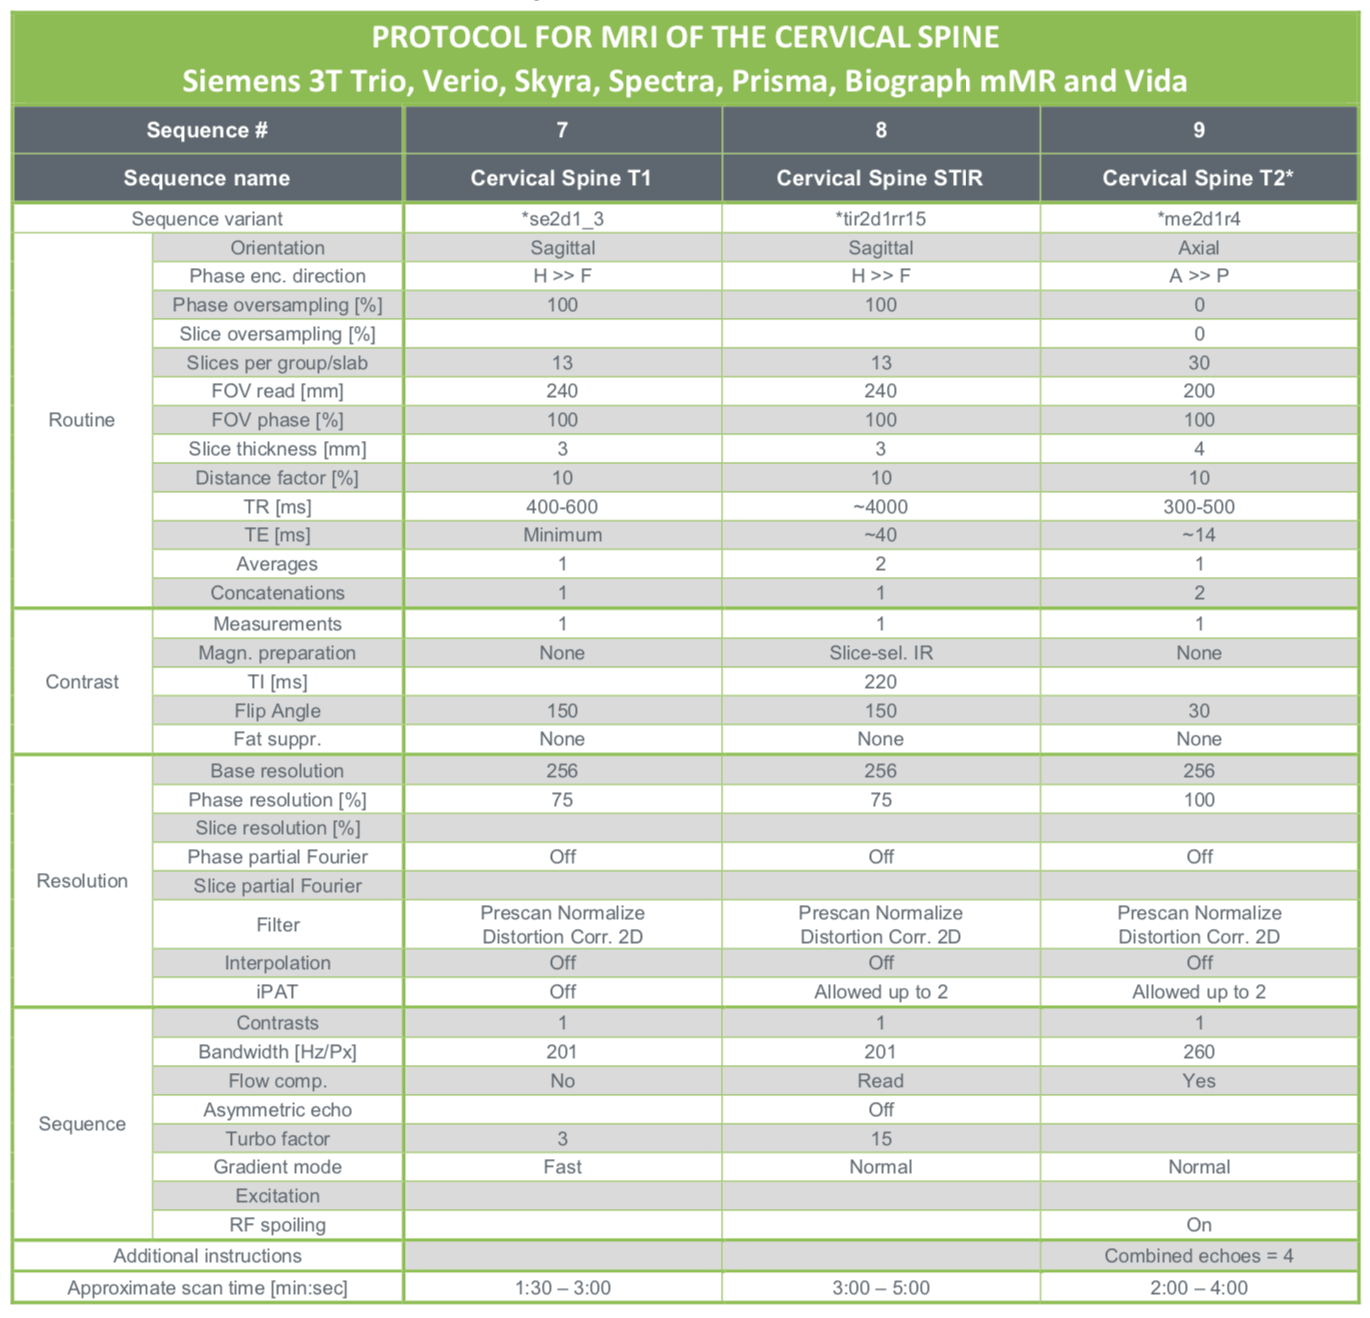 PROTOCOL FOR MRI OF THE CERVICAL SPINE
Siemens 3T Trio, Verio, Skyra, Spectra, Prisma, Biograph mMR and Vida
Sequence # 7 8 9
Sequence name Cervical Spine T1 Cervical Spine STIR Cervical Spine T2*
Sequence variant *se2d1_3 *tir2d1rr15 *me2d1r4
Routine
Orientation Sagittal Sagittal Axial
Phase enc. direction H >> F H >> F A >> P
Phase oversampling [%] 100 100 0
Slice oversampling [%] 0
Slices per group/slab 13 13 30
FOV read [mm] 240 240 200
FOV phase [%] 100 100 100
Slice thickness [mm] 3 3 4
Distance factor [%] 10 10 10
TR [ms] 400-600 ~4000 300-500
TE [ms] Minimum ~40 ~14
Averages 1 2 1
Concatenations 1 1 2
Contrast
Measurements 1 1 1
Magn. preparation None Slice-sel. IR None
TI [ms] 220
Flip Angle 150 150 30
Fat suppr. None None None
Resolution
Base resolution 256 256 256
Phase resolution [%] 75 75 100
Slice resolution [%]
Phase partial Fourier Off Off Off
Slice partial Fourier
Filter Prescan Normalize Prescan Normalize Prescan Normalize
Distortion Corr. 2D Distortion Corr. 2D Distortion Corr. 2D
Interpolation Off Off Off
iPAT Off Allowed up to 2 Allowed up to 2
Sequence
Contrasts 1 1 1
Bandwidth [Hz/Px] 201 201 260
Flow comp. No Read Yes
Asymmetric echo Off
Turbo factor 3 15
Gradient mode Fast Normal Normal
Excitation
RF spoiling On
Additional instructions Combined echoes = 4
Approximate scan time [min:sec] 1:30 – 3:00 3:00 – 5:00 2:00 – 4:00